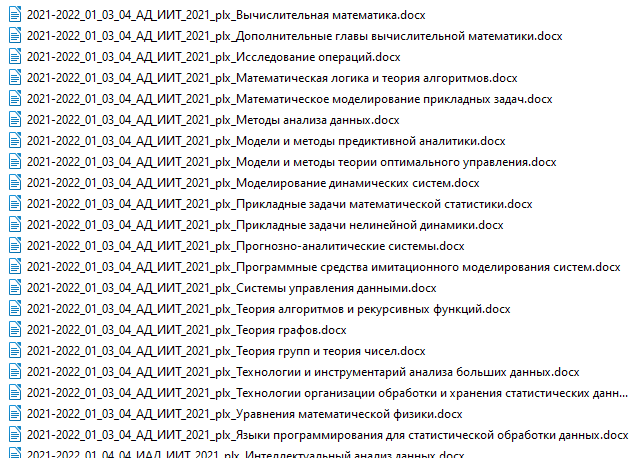 2021-2022_01_03_04_АД_ИИТ_2021_plx_Вычислительная математика.docx
2021-2022_01_03_04_АД_ИИТ_2021_plx_Дополнительные главы вычислительной математики.docx
2021-2022_01_03_04_АД_ИИТ_2021_plx_Исследование операций.docx
2021-2022_01_03_04_АД_ИИТ_2021_plx_Математическая логика и теория алгоритмов.docx
2021-2022_01_03_04_АД_ИИТ_2021_plx_Математическое моделирование прикладных задач.docx
2021-2022_01_03_04_АД_ИИТ_2021_plx_Методы анализа данных.docx
2021-2022_01_03_04_АД_ИИТ_2021_plx_Модели и методы предиктивной аналитики.docx
2021-2022_01_03_04_АД_ИИТ_2021_plx_Модели и методы теории оптимального управления.docx
2021-2022_01_03_04_АД_ИИТ_2021_plx_Моделирование динамических систем.docx
2021-2022_01_03_04_АД_ИИТ_2021_plx_Прикладные задачи математической статистики.docx
2021-2022_01_03_04_АД_ИИТ_2021_plx_Прикладные задачи нелинейной динамики.docx
2021-2022_01_03_04_АД_ИИТ_2021_plx_Прогнозно-аналитические системы.docx
2021-2022_01_03_04_АД_ИИТ_2021_plx_Программные средства имитационного моделирования систем.docx
2021-2022_01_03_04_АД_ИИТ_2021_plx_Системы управления данными.docx
2021-2022_01_03_04_АД_ИИТ_2021_plx_Теория алгоритмов и рекурсивных функций.docx
2021-2022_01_03_04_АД_ИИТ_2021_plx_Теория графов.docx
2021-2022_01_03_04_АД_ИИТ_2021_plx_Теория групп и теория чисел.docx
2021-2022_01_03_04_АД_ИИТ_2021_plx_Технологии и инструментарий анализа больших данных.docx
2021-2022_01_03_04_АД_ИИТ_2021_plx_Технологии организации обработки и хранения статистических данн...
2021-2022_01_03_04_АД_ИИТ_2021_plx_Уравнения математической физики.docx
2021-2022_01_03_04_АД_ИИТ_2021_plx_Языки программирования для статистической обработки данных.docx
2021-2022_01_04_04_ИАД_ИИТ_2021_plx_Интеллектуальный анализ данных.docx